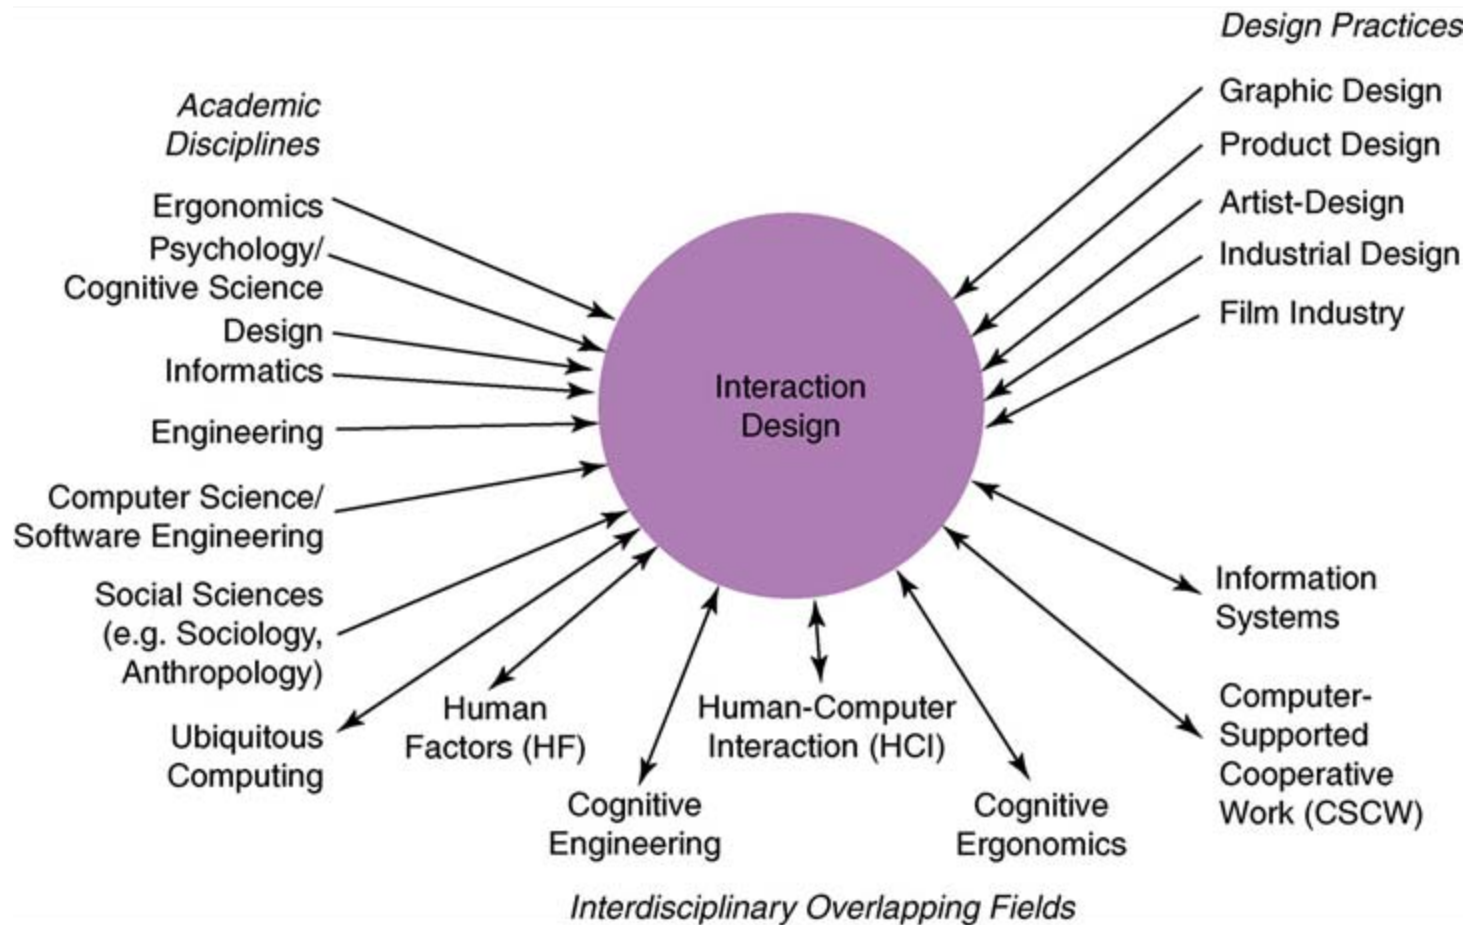 Design Practices
Graphic Design
Product Design
Artist-Design
Industrial Design
Film Industry
Academic
Disciplines
Ergonomics
Psychology/
Cognitive Science
Design
Informatics
Engineering
Computer Science/
Software Engineering
Social Sciences
(e.g. Sociology,
Anthropology)
Ubiquitous
Computing
Interaction
Design
Human
Factors (HF)
Cognitive
Engineering
Human-Computer
Interaction (HCI)
Cognitive
Ergonomics
Information
Systems
Computer-
Supported
Cooperative
Work (CSCW)
Interdisciplinary Overlapping Fields